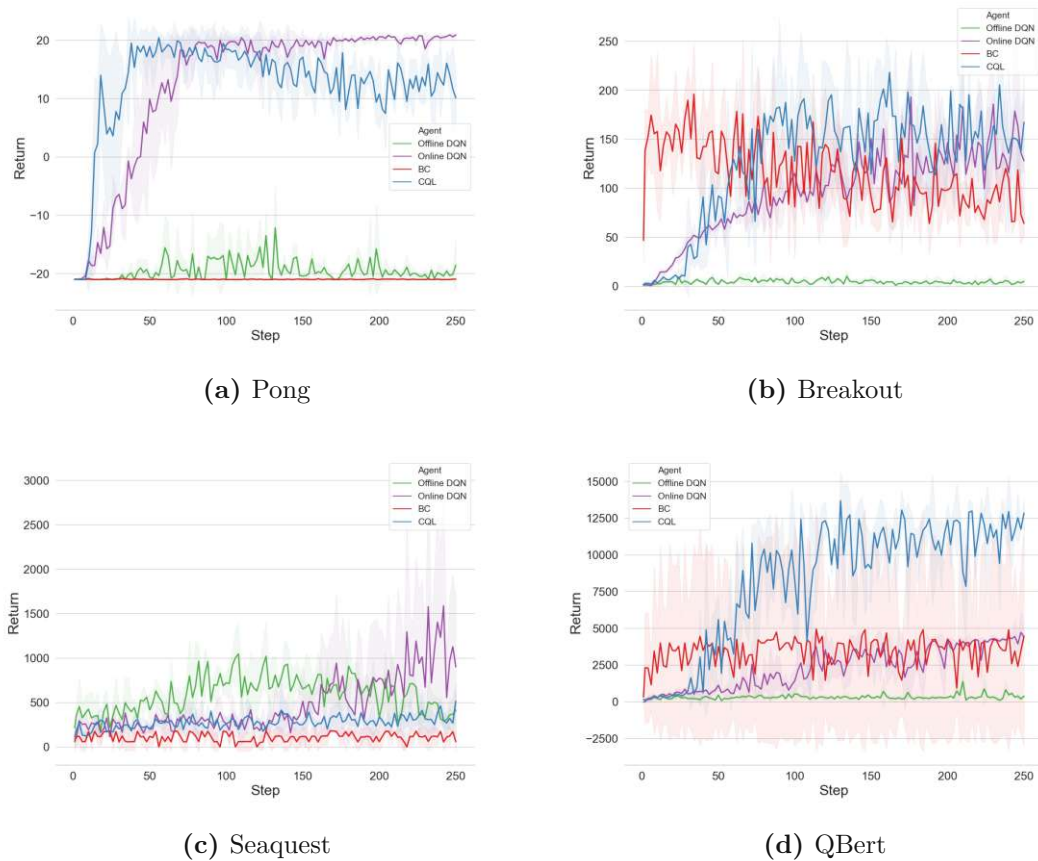 Agent
Offline DQN
Online DQN
BC
CQL
20
10
0
−10
−20
Return
0 50 100 150 200 250
Step
(a) Pong
Agent
Offline DQN
Online DQN
BC
CQL
250
200
150
100
50
0
Return
0 50 100 150 200 250
Step
(b) Breakout
Agent
Offline DQN
Online DQN
BC
CQL
3000
2500
2000
1500
1000
500
0
Return
0 50 100 150 200 250
Step
(c) Seaquest
Agent
Offline DQN
Online DQN
BC
CQL
15000
12500
10000
7500
5000
2500
0
−2500
Return
0 50 100 150 200 250
Step
(d) QBert